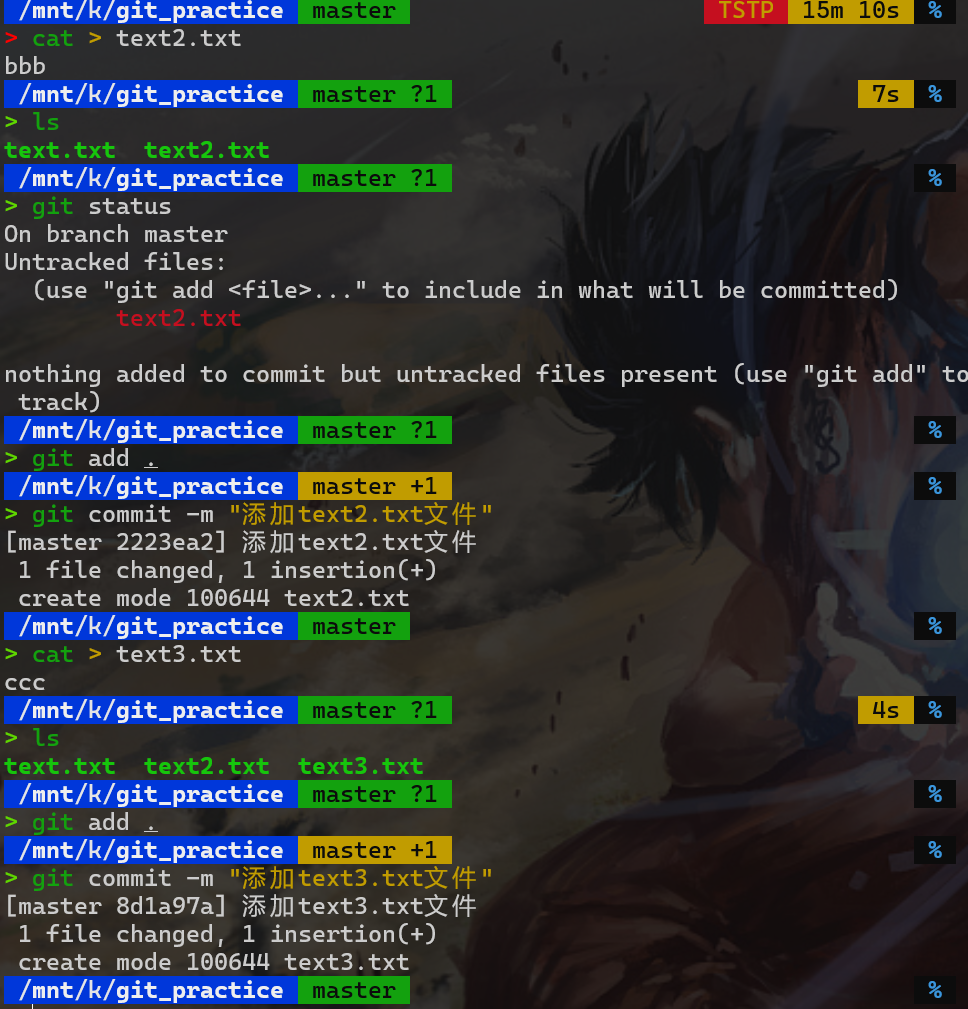 /mnt/k/git_practice master TSTP 15m 10s %
> cat > text2.txt
bbb
/mnt/k/git_practice master ?1 7s %
> ls
text.txt text2.txt
/mnt/k/git_practice master ?1 %
> git status
On branch master
Untracked files:
(use "git add <file>..." to include in what will be committed)
text2.txt
nothing added to commit but untracked files present (use "git add" to
track)
/mnt/k/git_practice master ?1 %
> git add .
/mnt/k/git_practice master +1 %
> git commit -m "添加text2.txt文件"
[master 2223ea2] 添加text2.txt文件
1 file changed, 1 insertion(+)
create mode 100644 text2.txt
/mnt/k/git_practice master %
> cat > text3.txt
ccc
/mnt/k/git_practice master ?1 4s %
> ls
text.txt text2.txt text3.txt
/mnt/k/git_practice master ?1 %
> git add .
/mnt/k/git_practice master +1 %
> git commit -m "添加text3.txt文件"
[master 8d1a97a] 添加text3.txt文件
1 file changed, 1 insertion(+)
create mode 100644 text3.txt
/mnt/k/git_practice master %